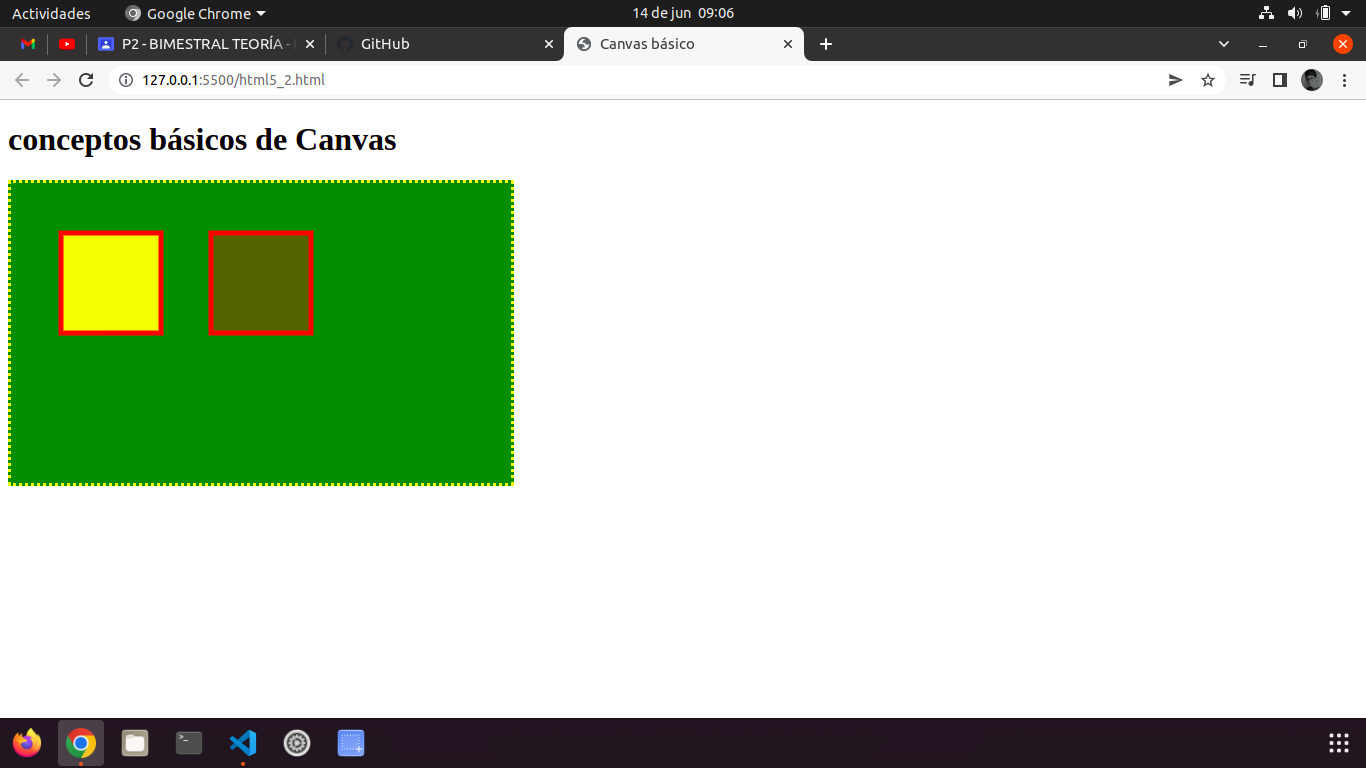 Actividades
Google Chrome
14 de jun 09:06
P2 - BIMESTRAL TEORÍA -
GitHub
Canvas básico
127.0.0.1:5500/html5_2.html
conceptos básicos de Canvas